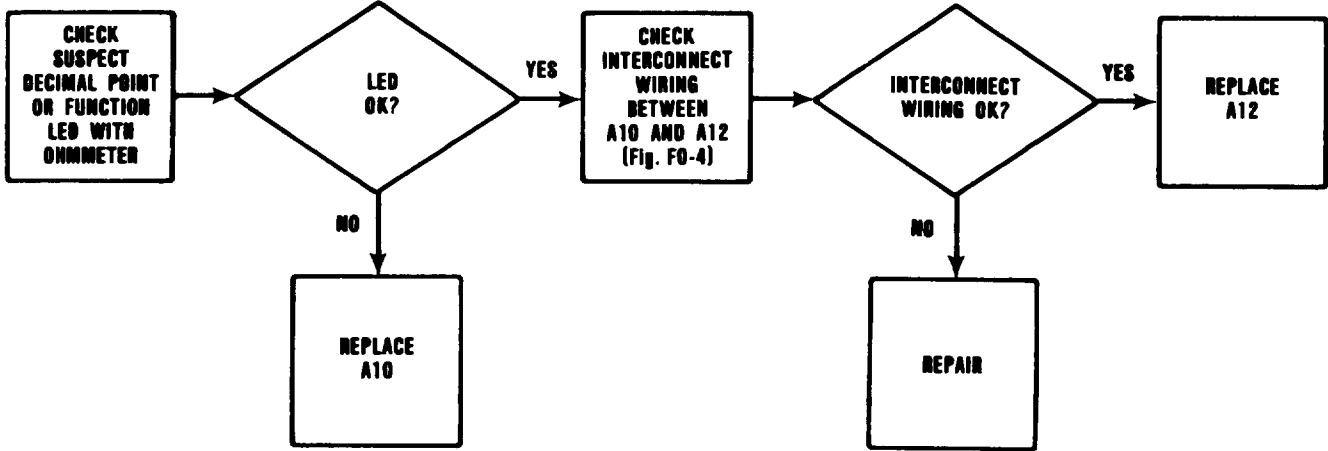 CHECK
SUSPECT
DECIMAL POINT
OR FUNCTION
LED WITH
OHMMETER
LED
OK?
YES
NO
REPLACE
A10
CHECK
INTERCONNECT
WIRING
BETWEEN
A10 AND A12
(Fig. FO-4)
INTERCONNECT
WIRING OK?
YES
NO
REPAIR
REPLACE
A12